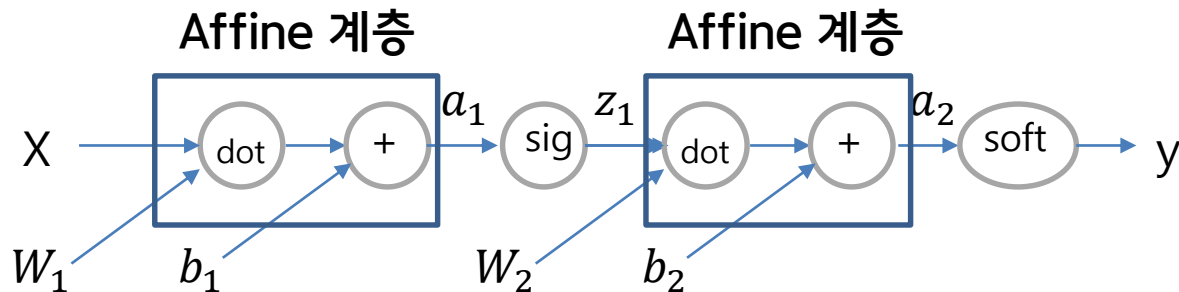 Affine 계층 Affine 계층
X dot + a₁ sig z₁ dot + a₂ soft y
W₁ b₁ W₂ b₂